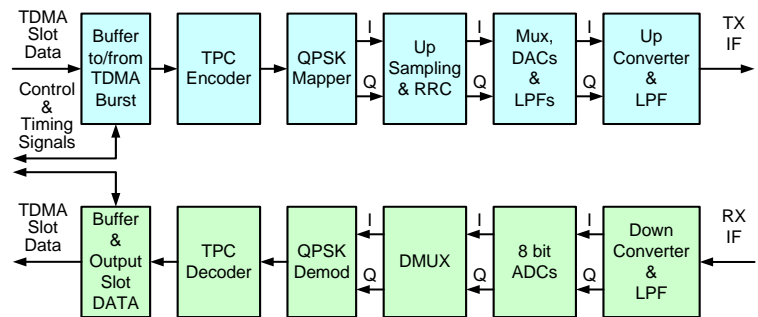 TDMA
Slot
Data
Buffer
to/from
TDMA
Burst
TPC
Encoder
QPSK
Mapper
I
Q
Up
Sampling
& RRC
I
Q
Mux,
DACs
&
LPFs
I
Q
Up
Converter
&
LPF
TX
IF
Control
&
Timing
Signals
TDMA
Slot
Data
Buffer
&
Output
Slot
DATA
TPC
Decoder
QPSK
Demod
I
Q
DMUX
I
Q
8 bit
ADCs
I
Q
Down
Converter
&
LPF
RX
IF